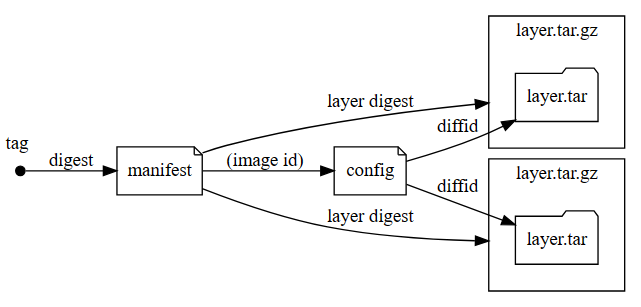 layer.tar.gz
layer.tar
layer digest
diffid
tag
digest
manifest
(image id)
config
layer.tar.gz
diffid
layer digest
layer.tar